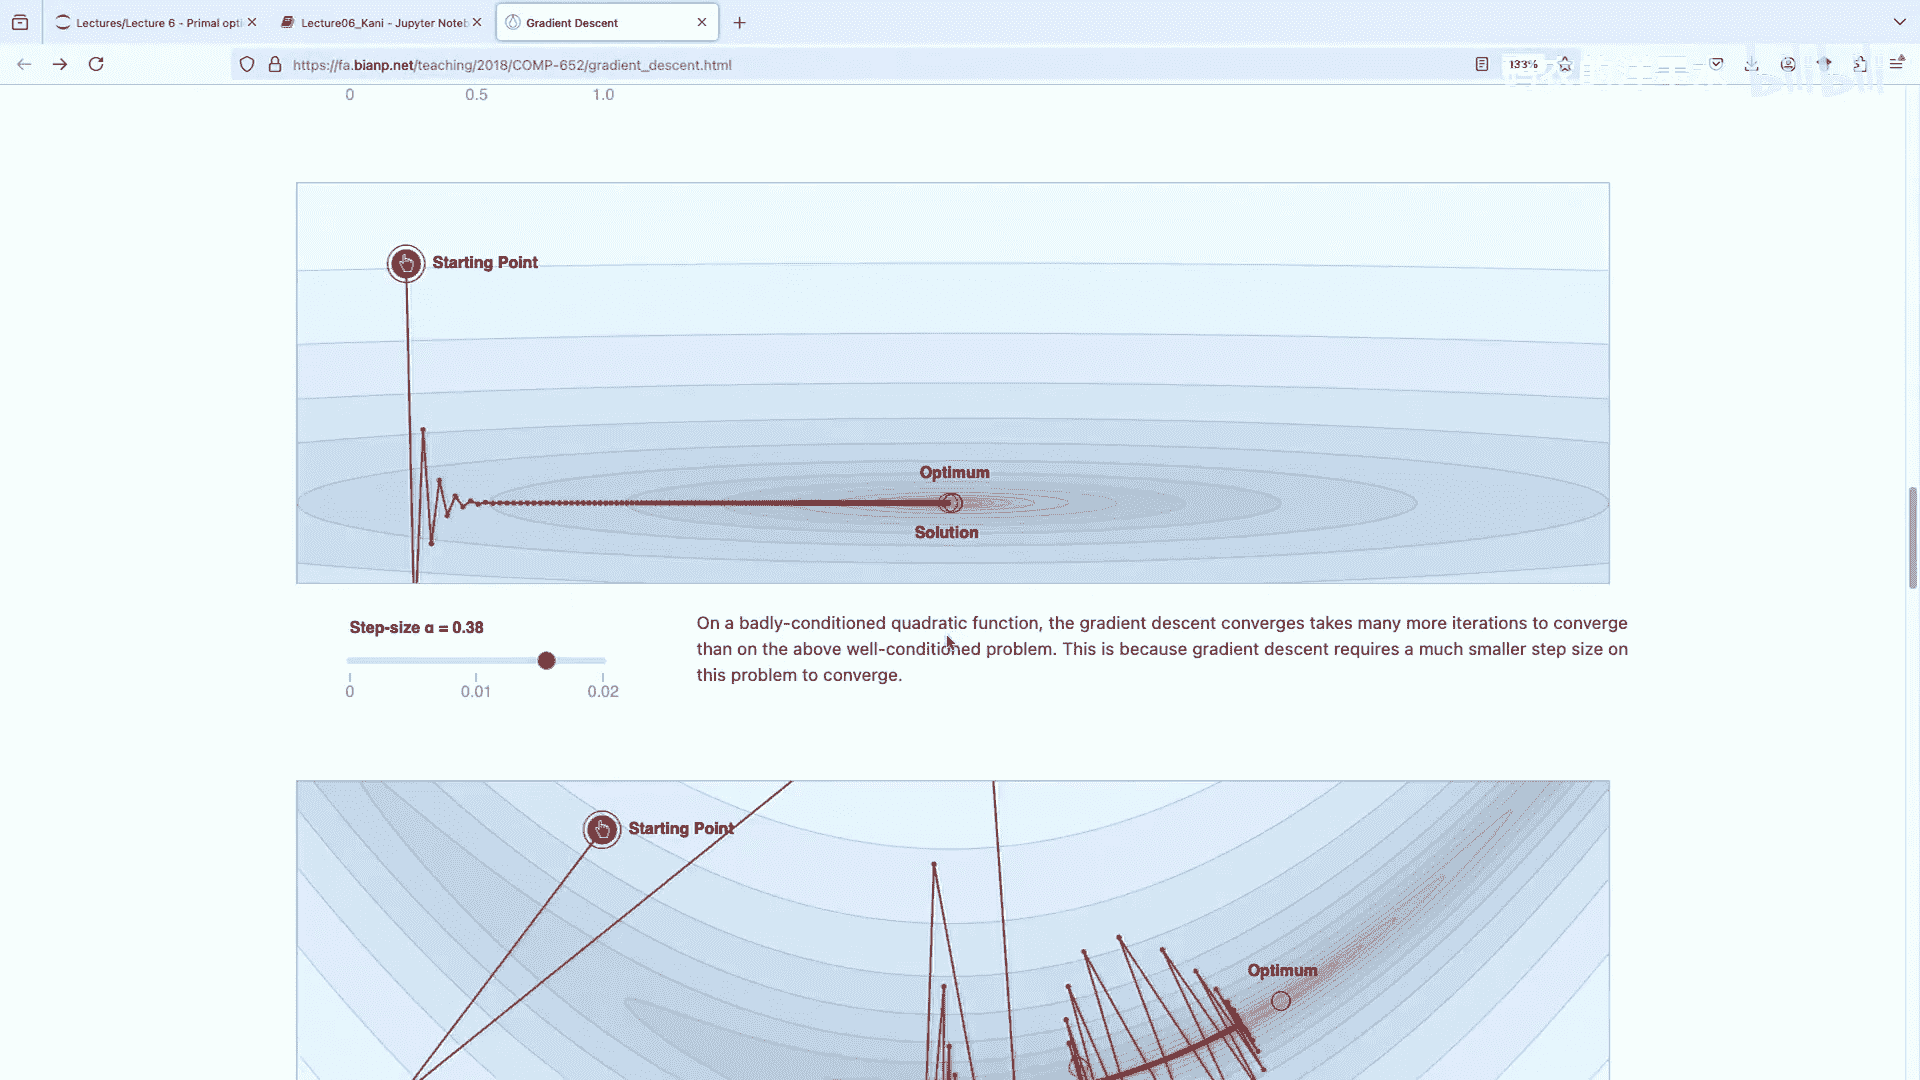 Lectures/Lecture 6 - Primal opti
Lecture06_Kani - Jupyter Noteb
Gradient Descent
https://fa.bianp.net/teaching/2018/COMP-652/gradient_descent.html
133%
0 0.5 1.0
Starting Point
Optimum
Solution
Step-size α = 0.38
0 0.01 0.02
On a badly-conditioned quadratic function, the gradient descent converges takes many more iterations to converge
than on the above well-conditioned problem. This is because gradient descent requires a much smaller step size on
this problem to converge.
Starting Point
Optimum